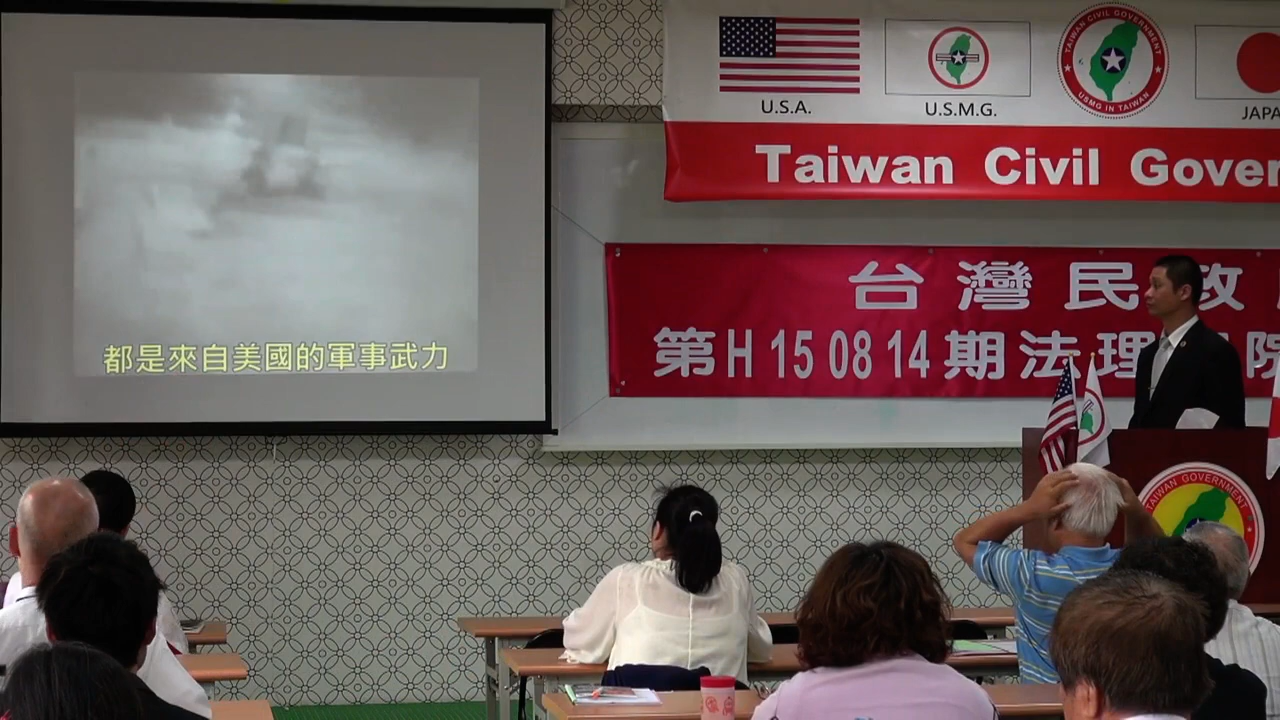 都是來自美國的軍事武力
U.S.A.
U.S.M.G.
TAIWAN CIVIL GOVERNMENT
USMG IN TAIWAN
JAPA
Taiwan Civil Gover
台灣民政
第H 15 08 14 期法理 院
TAIWAN GOVERNMENT